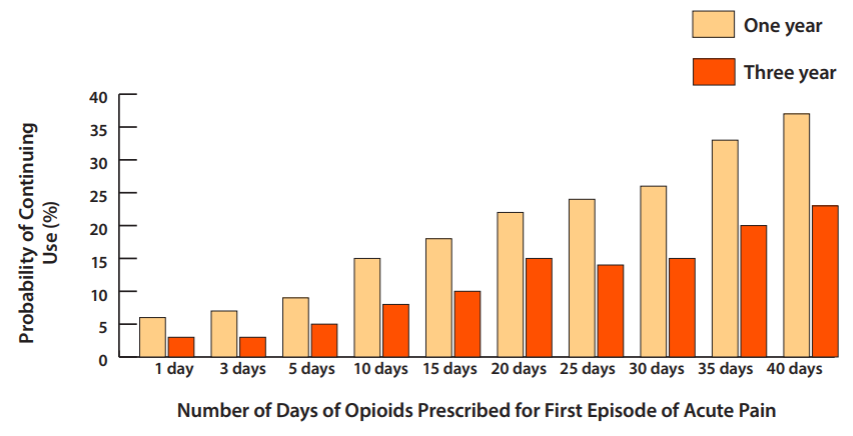 One year
Three year
40
35
30
25
20
15
10
5
0
Probability of Continuing
Use (%)
1 day 3 days 5 days 10 days 15 days 20 days 25 days 30 days 35 days 40 days
Number of Days of Opioids Prescribed for First Episode of Acute Pain